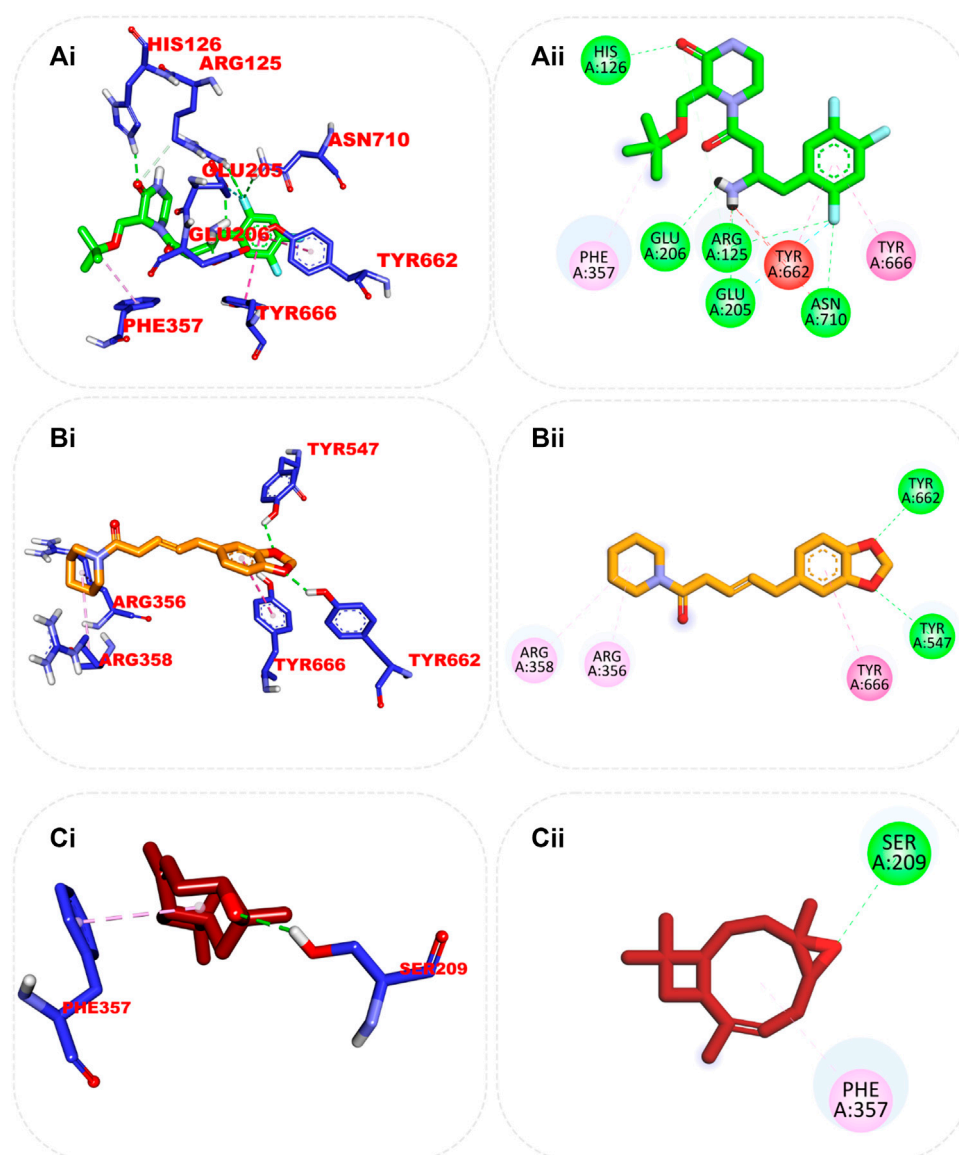 Ai
HIS126
ARG125
ASN710
GLU205
GLU206
TYR662
PHE357
TYR666
Aii
HIS
A:126
PHE
A:357
GLU
A:206
ARG
A:125
GLU
A:205
TYR
A:662
ASN
A:710
TYR
A:666
Bi
TYR547
ARG356
ARG358
TYR666
TYR662
Bii
TYR
A:662
ARG
A:358
ARG
A:356
TYR
A:547
TYR
A:666
Ci
SER209
PHE357
Cii
SER
A:209
PHE
A:357